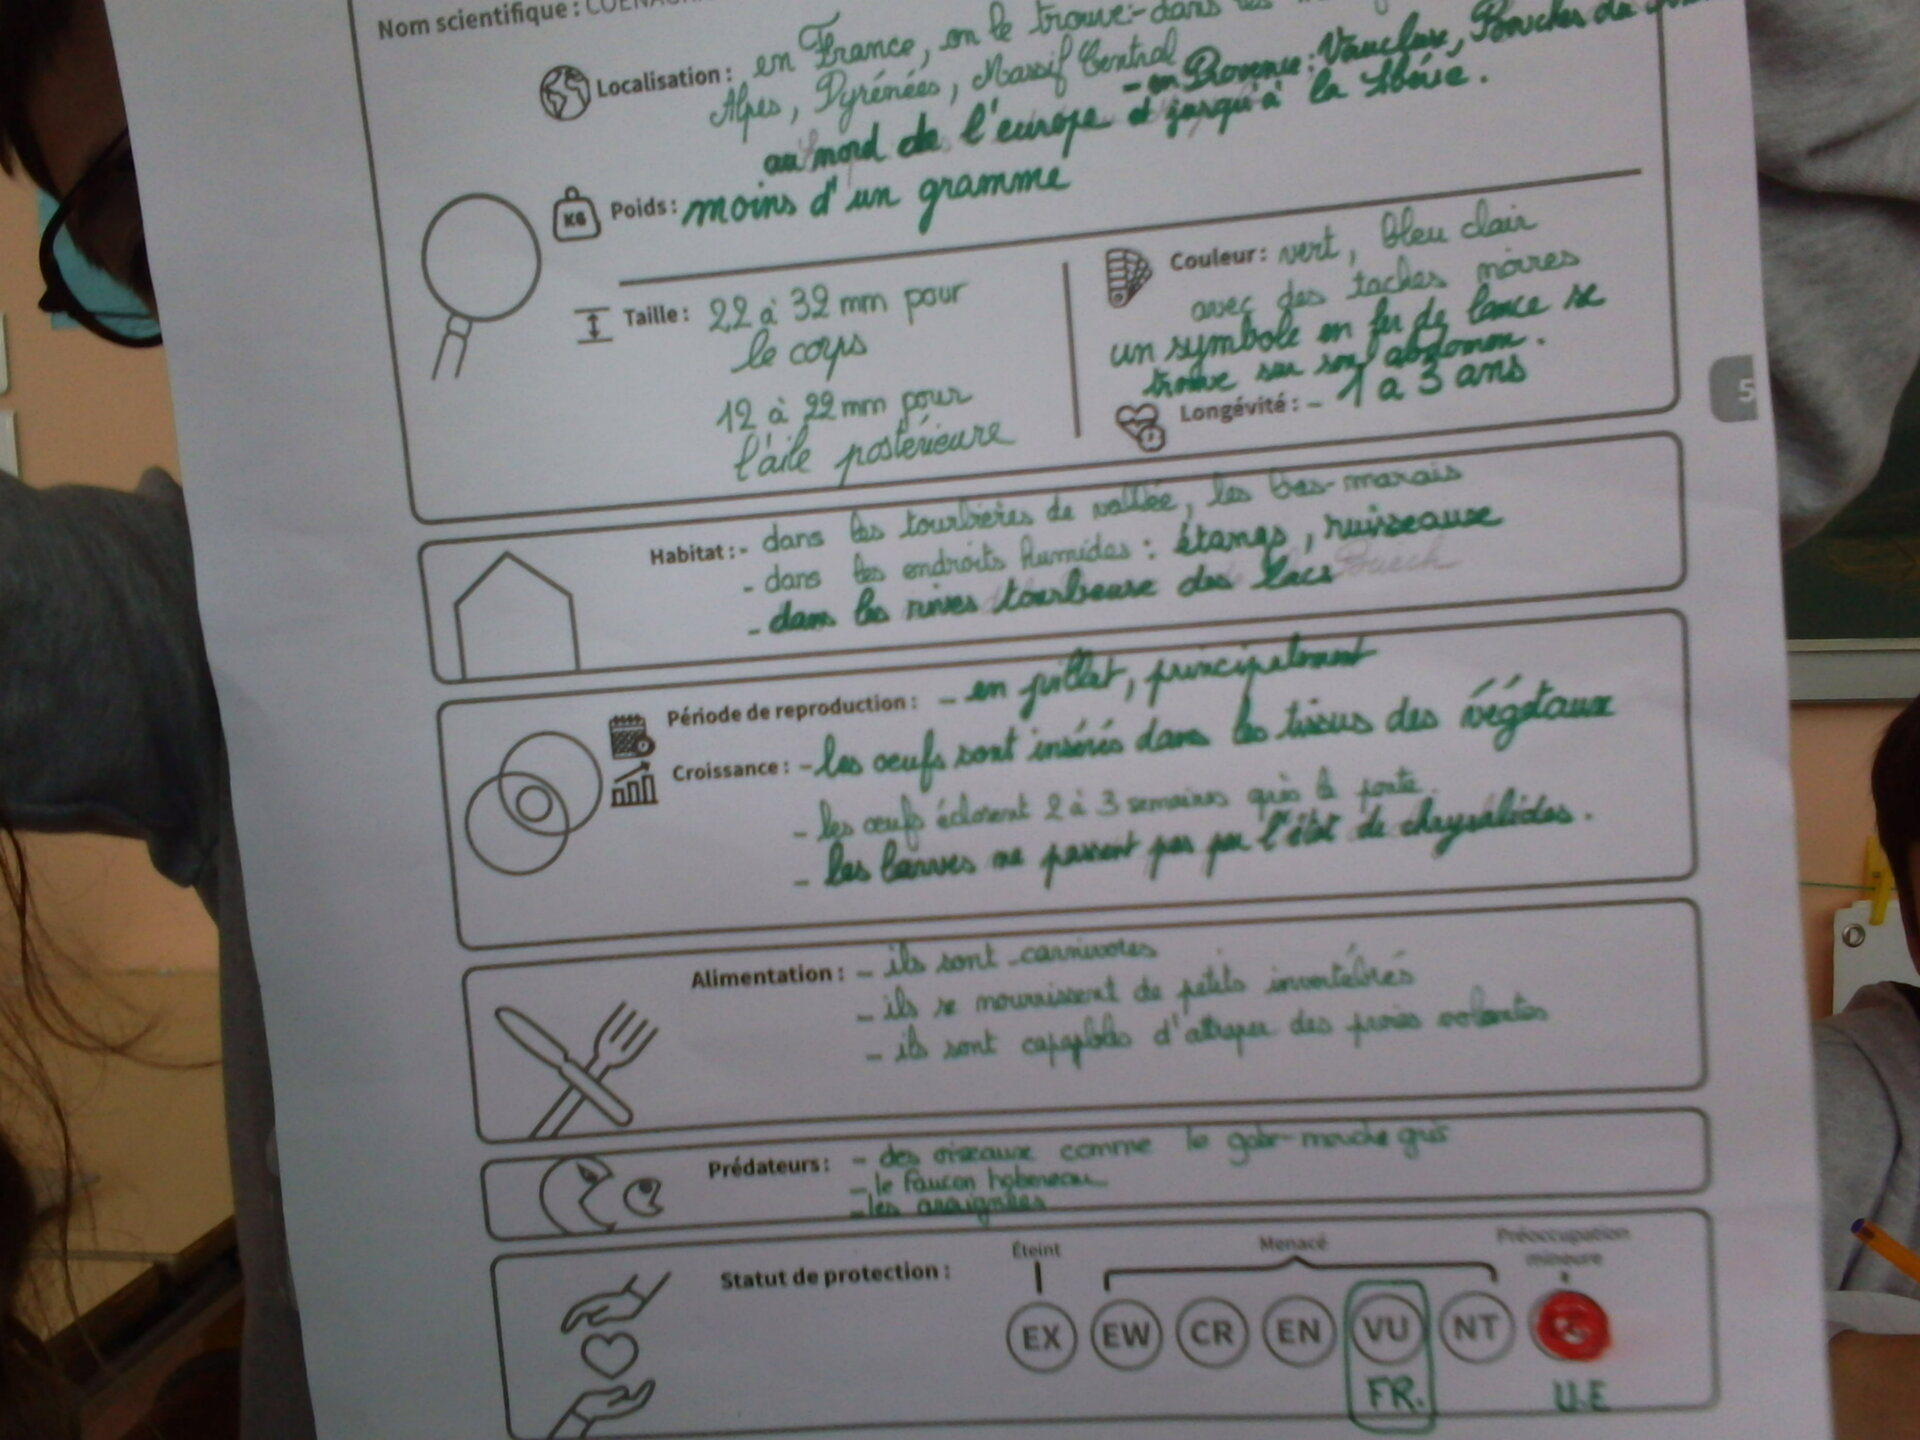 Nom scientifique :
Localisation : en France, on le trouve dans les
Alpes, Pyrénées, Massif Central
- en Provence : Vaucluse, Bouches du
au nord de l'europe et jusqu'à la
Poids : moins d'un gramme
Taille : 22 à 32 mm pour
le corps
12 à 22 mm pour
l'aile postérieure
Couleur : vert, bleu clair
avec des taches noires
un symbole en fer de lance se
trouve sur son abdomen.
Longévité : - 1 a 3 ans
5
Habitat : - dans les tourbières de vallée, les bas-marais
- dans les endroits humides : étangs, ruisseause
- dans les rives tourbeuse des lacs
Période de reproduction : - en juillet, principalement
Croissance : - les oeufs sont insérés dans les tissus des végétaux
- les œufs éclosent 2 à 3 semaines après la ponte.
- les larves ne passent pas par l'état de chrysalides.
Alimentation : - ils sont carnivores
- ils se nourrissent de petits invertébrés
- ils sont capables d'attraper des proies volantes
Prédateurs : - des oiseaux comme le gobe-mouche gris
- le faucon hobereau
- les araignées
Statut de protection :
Éteint
Menacé
Préoccupation
mineure
EX EW CR EN VU NT
FR. U.E
KG